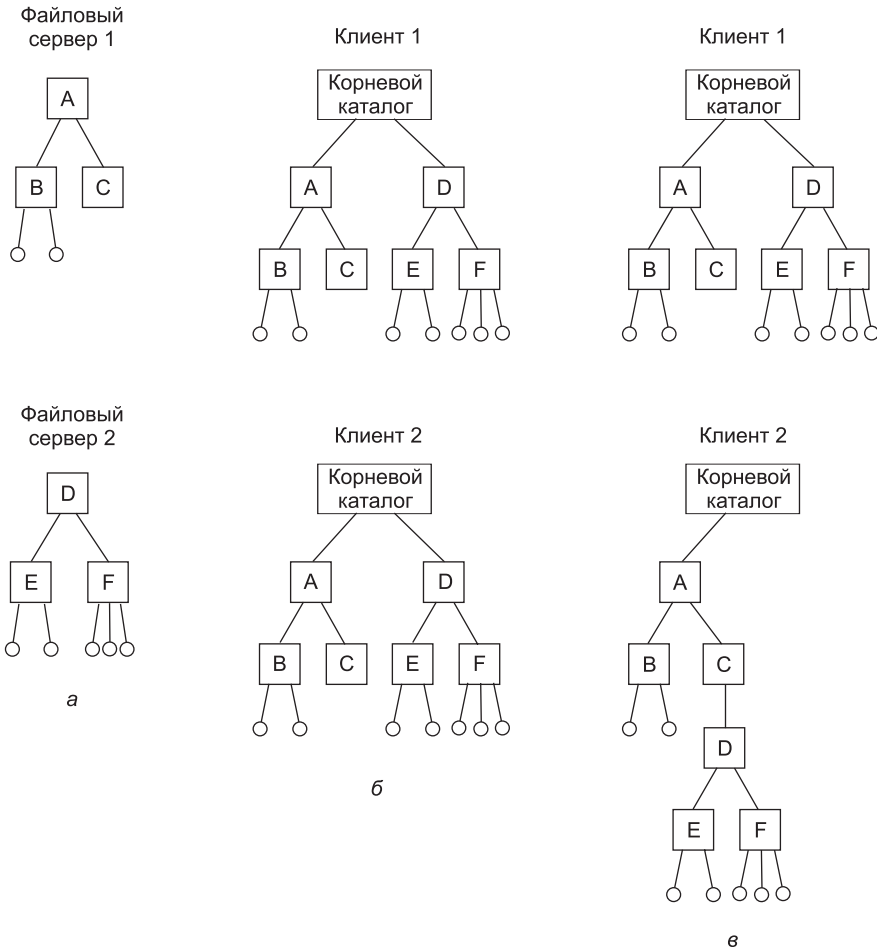 Файловый
сервер 1
A
B
C
Файловый
сервер 2
D
E
F
а
Клиент 1
Корневой
каталог
A
D
B
C
E
F
Клиент 2
Корневой
каталог
A
D
B
C
E
F
б
Клиент 1
Корневой
каталог
A
D
B
C
E
F
Клиент 2
Корневой
каталог
A
B
C
D
E
F
в